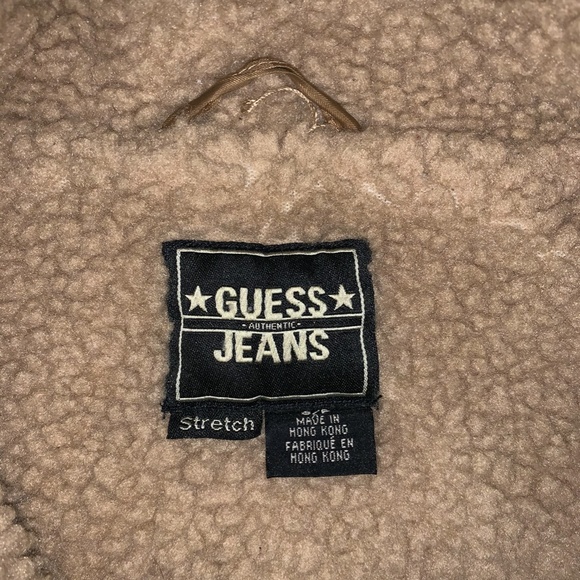 ★GUESS★
- AUTHENTIC -
JEANS
Stretch
MADE IN
HONG KONG
FABRIQUÉ EN
HONG KONG